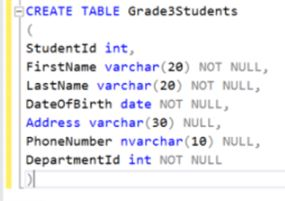 CREATE TABLE Grade3Students
(
StudentId int,
FirstName varchar(20) NOT NULL,
LastName varchar(20) NOT NULL,
DateOfBirth date NOT NULL,
Address varchar(30) NULL,
PhoneNumber nvarchar(10) NULL,
DepartmentId int NOT NULL
)